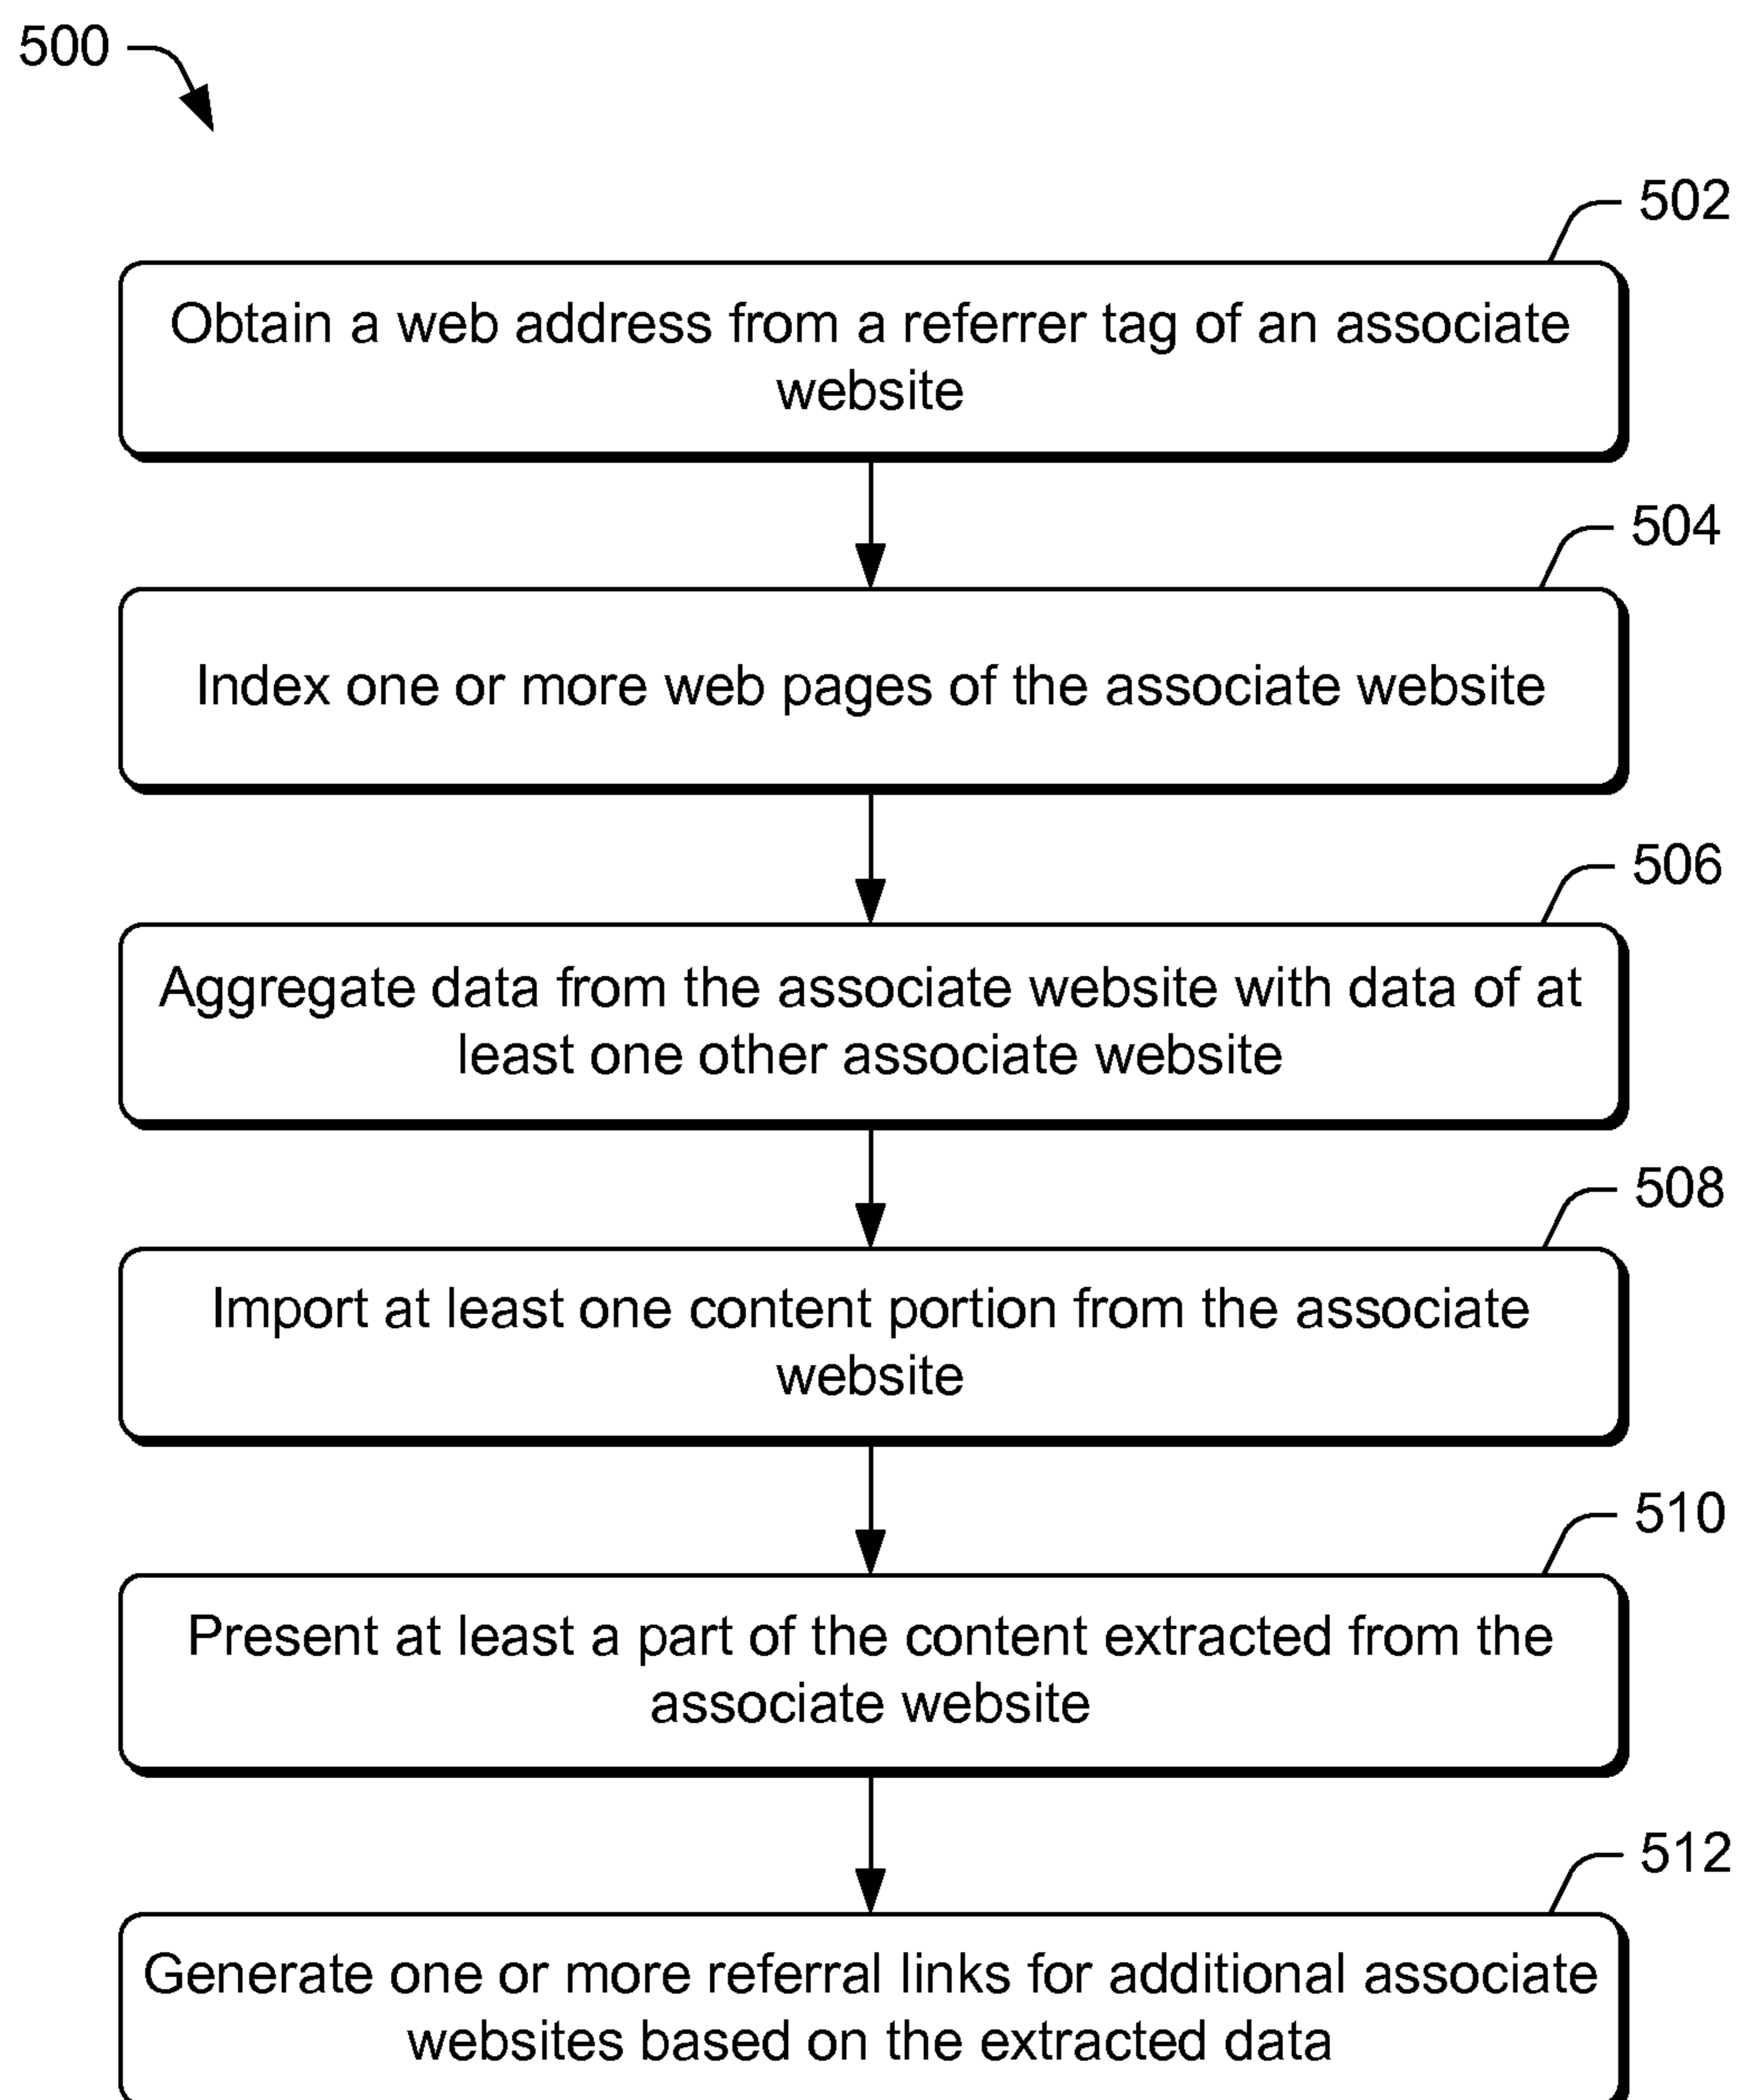 500
502
Obtain a web address from a referrer tag of an associate
website
504
Index one or more web pages of the associate website
506
Aggregate data from the associate website with data of at
least one other associate website
508
Import at least one content portion from the associate
website
510
Present at least a part of the content extracted from the
associate website
512
Generate one or more referral links for additional associate
websites based on the extracted data